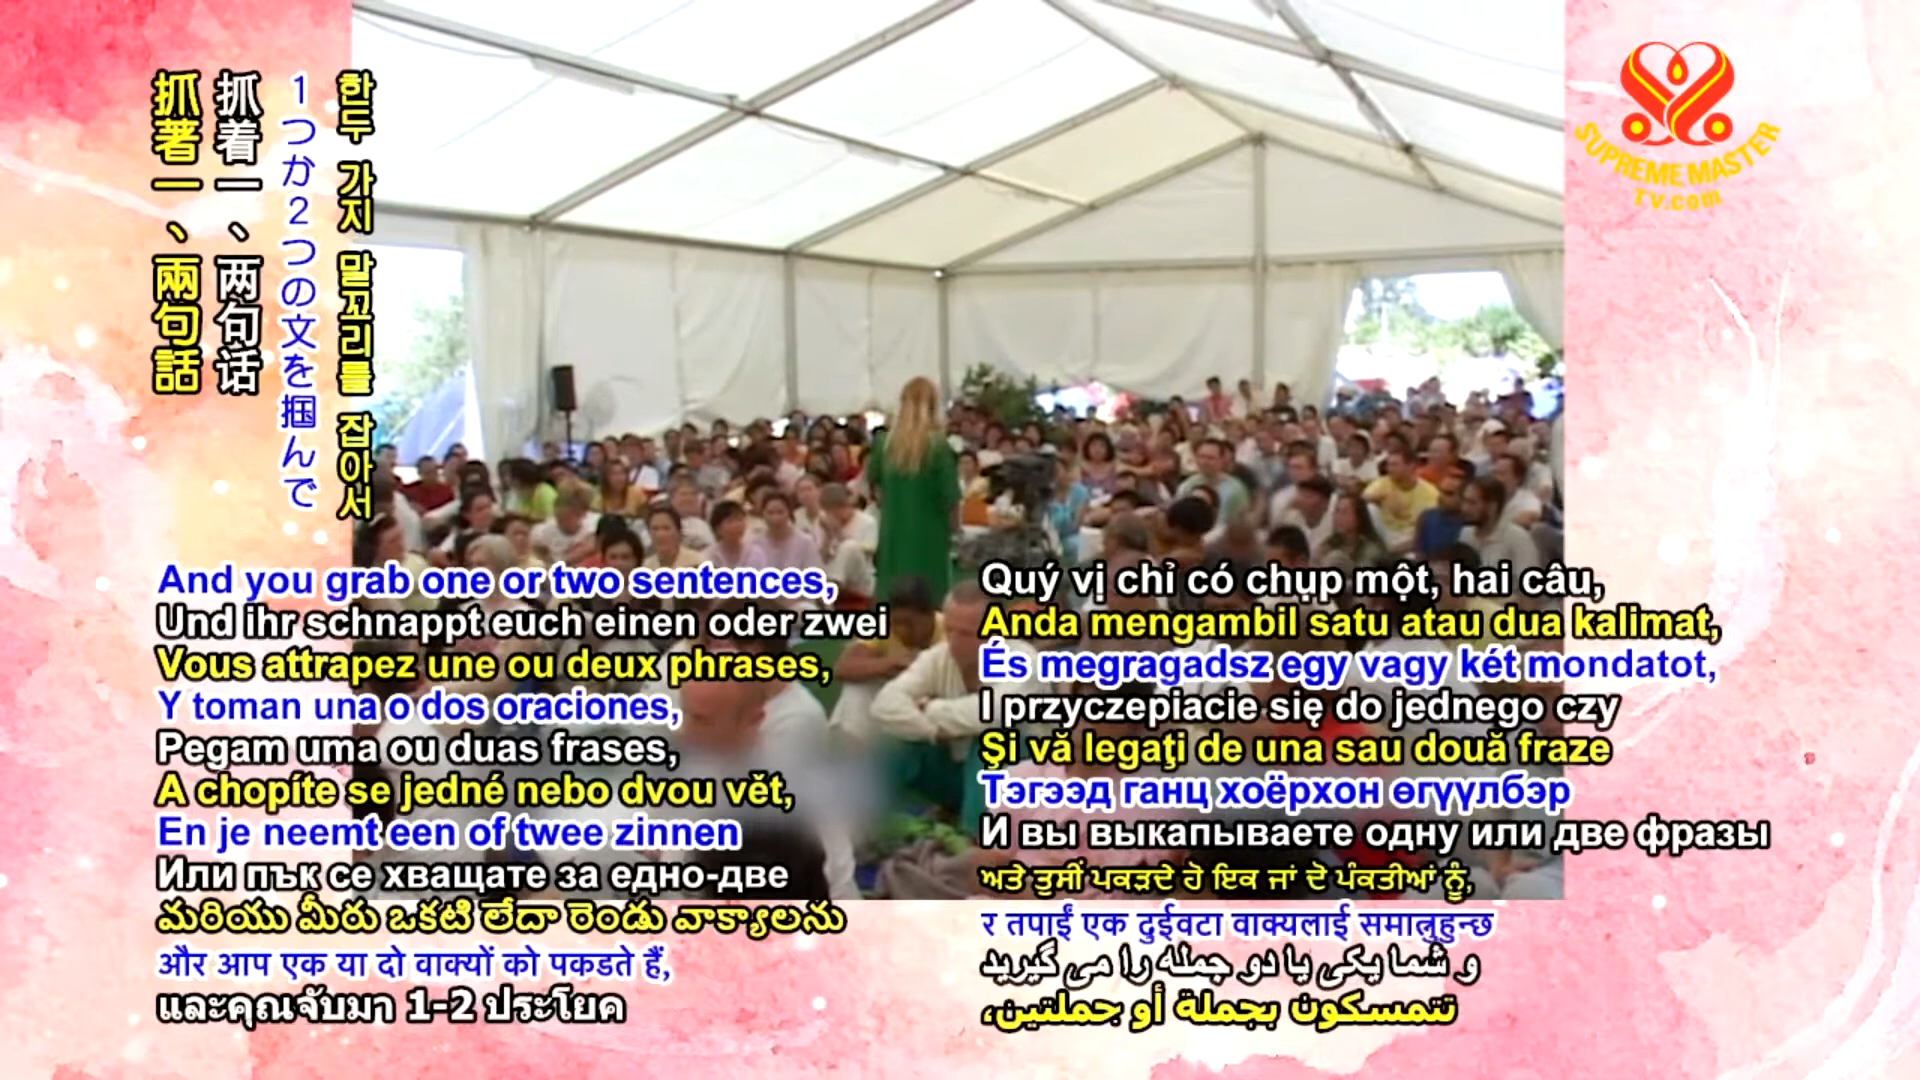 抓著一、兩句話
抓着一、两句话
1つか2つの文を掴んで
한두 가지 말꼬리를 잡아서
SUPREME MASTER
TV.com
And you grab one or two sentences,
Und ihr schnappt euch einen oder zwei
Vous attrapez une ou deux phrases,
Y toman una o dos oraciones,
Pegam uma ou duas frases,
A chopíte se jedné nebo dvou vět,
En je neemt een of twee zinnen
Или пък се хващате за едно-две
మరియు మీరు ఒకటి లేదా రెండు వాక్యాలను
और आप एक या दो वाक्यों को पकडते हैं,
และคุณจับมา 1-2 ประโยค
Quý vị chỉ có chụp một, hai câu,
Anda mengambil satu atau dua kalimat,
És megragadsz egy vagy két mondatot,
I przyczepiacie się do jednego czy
Şi vă legaţi de una sau două fraze
Тэгээд ганц хоёрхон өгүүлбэр
И вы выкапываете одну или две фразы
ਅਤੇ ਤੁਸੀਂ ਪਕੜਦੇ ਹੋ ਇਕ ਜਾਂ ਦੋ ਪੰਕਤੀਆਂ ਨੂੰ,
र तपाईं एक दुईवटा वाक्यलाई समात्नुहुन्छ
و شما یکی یا دو جمله را می گیرید
تتمسكون بجملة أو جملتين،